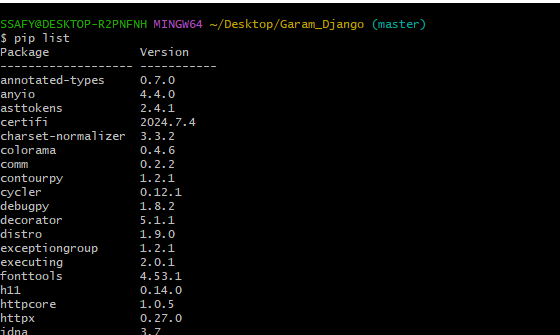 SSAFY@DESKTOP-R2PNFNH MINGW64 ~/Desktop/Garam_Django (master)
$ pip list
Package            Version
------------------- -----------
annotated-types    0.7.0
anyio              4.4.0
asttokens          2.4.1
certifi            2024.7.4
charset-normalizer 3.3.2
colorama           0.4.6
comm               0.2.2
contourpy          1.2.1
cycler             0.12.1
debugpy            1.8.2
decorator          5.1.1
distro             1.9.0
exceptiongroup     1.2.1
executing          2.0.1
fonttools          4.53.1
h11                0.14.0
httpcore           1.0.5
httpx              0.27.0
idna               3.7